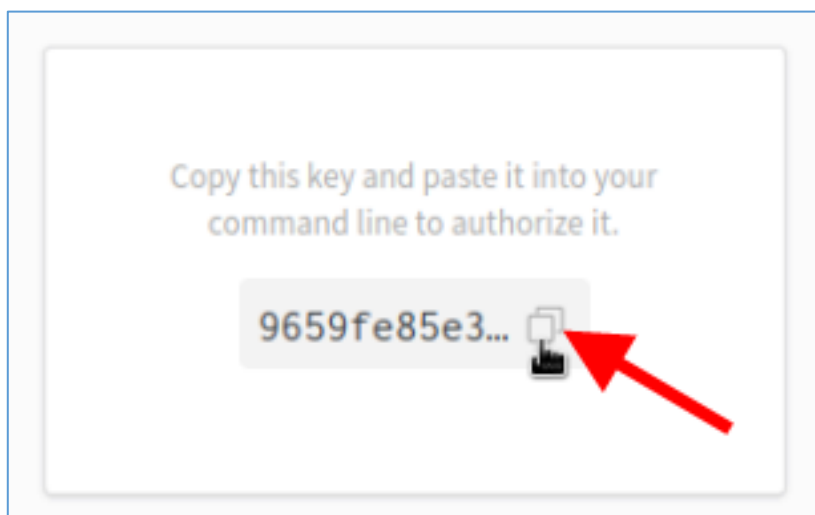 Copy this key and paste it into your
command line to authorize it.
9659fe85e3…